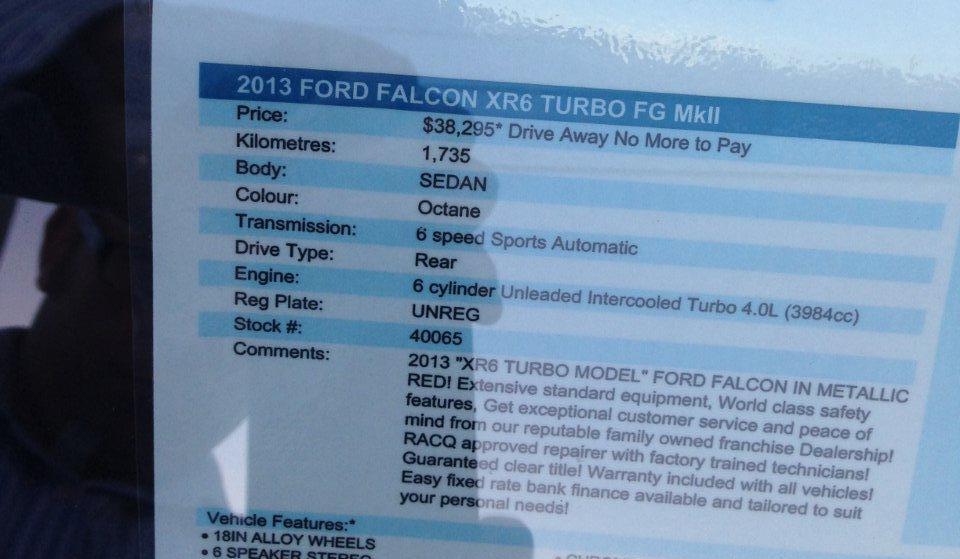 2013 FORD FALCON XR6 TURBO FG MkII
Price: $38,295* Drive Away No More to Pay
Kilometres: 1,735
Body: SEDAN
Colour: Octane
Transmission: 6 speed Sports Automatic
Drive Type: Rear
Engine: 6 cylinder Unleaded Intercooled Turbo 4.0L (3984cc)
Reg Plate: UNREG
Stock #: 40065
Comments: 2013 "XR6 TURBO MODEL" FORD FALCON IN METALLIC
RED! Extensive standard equipment, World class safety
features, Get exceptional customer service and peace of
mind from our reputable family owned franchise Dealership!
RACQ approved repairer with factory trained technicians!
Guaranteed clear title! Warranty included with all vehicles!
Easy fixed rate bank finance available and tailored to suit
your personal needs!
Vehicle Features:*
• 18IN ALLOY WHEELS
• 6 SPEAKER STEREO